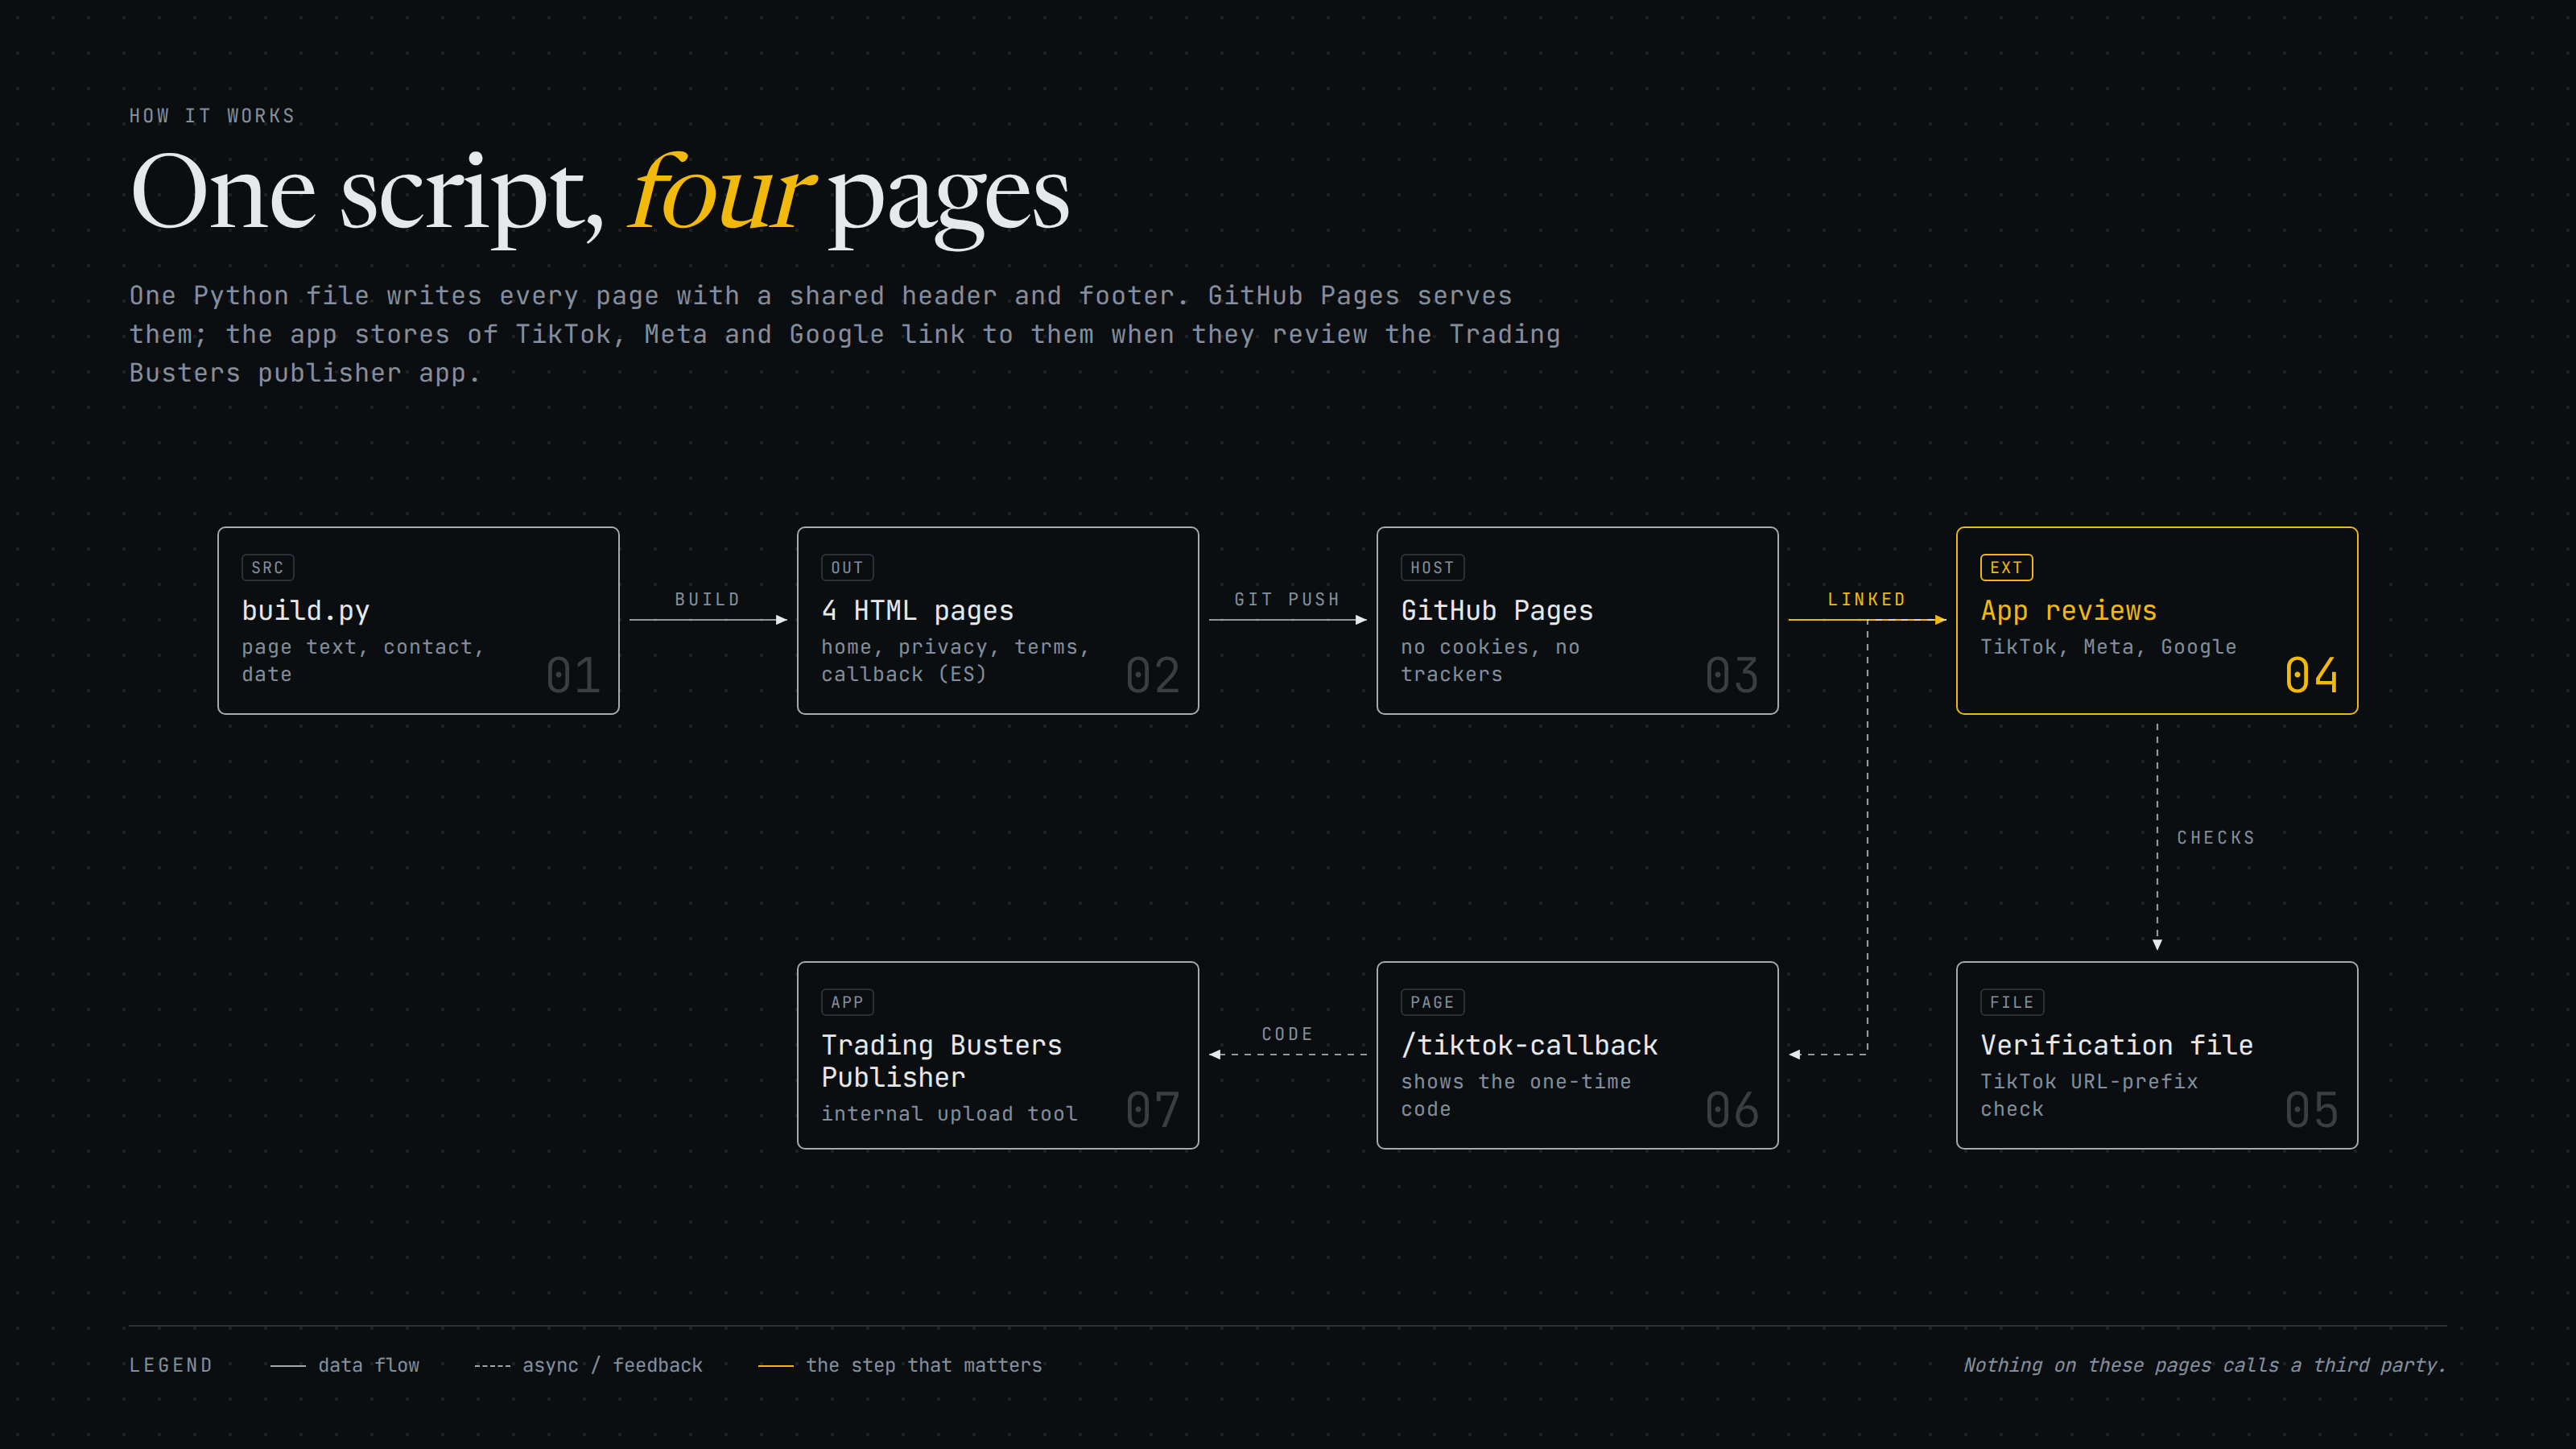 HOW IT WORKS
One script, four pages
One Python file writes every page with a shared header and footer. GitHub Pages serves
them; the app stores of TikTok, Meta and Google link to them when they review the Trading
Busters publisher app.
SRC
build.py
page text, contact,
date
01
BUILD
OUT
4 HTML pages
home, privacy, terms,
callback (ES)
02
GIT PUSH
HOST
GitHub Pages
no cookies, no
trackers
03
LINKED
EXT
App reviews
TikTok, Meta, Google
04
CHECKS
APP
Trading Busters
Publisher
internal upload tool
07
CODE
PAGE
/tiktok-callback
shows the one-time
code
06
FILE
Verification file
TikTok URL-prefix
check
05
LEGEND
data flow
async / feedback
the step that matters
Nothing on these pages calls a third party.